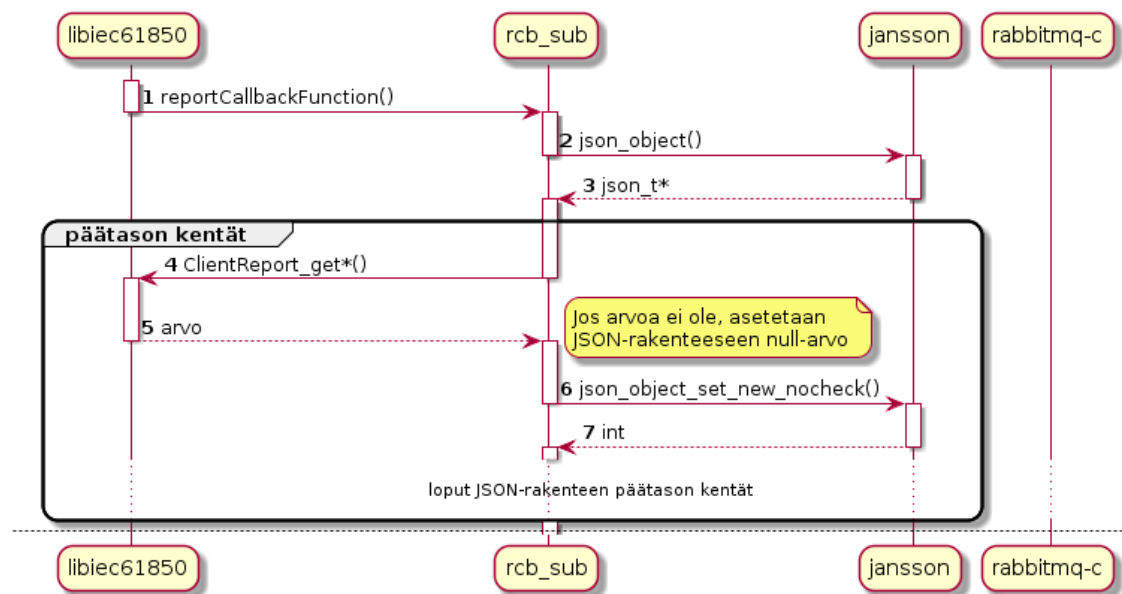 libiec61850 rcb_sub jansson rabbitmq-c
1 reportCallbackFunction()
2 json_object()
3 json_t*
päätason kentät
4 ClientReport_get*()
Jos arvoa ei ole, asetetaan
JSON-rakenteeseen null-arvo
5 arvo
6 json_object_set_new_nocheck()
7 int
loput JSON-rakenteen päätason kentät
libiec61850 rcb_sub jansson rabbitmq-c